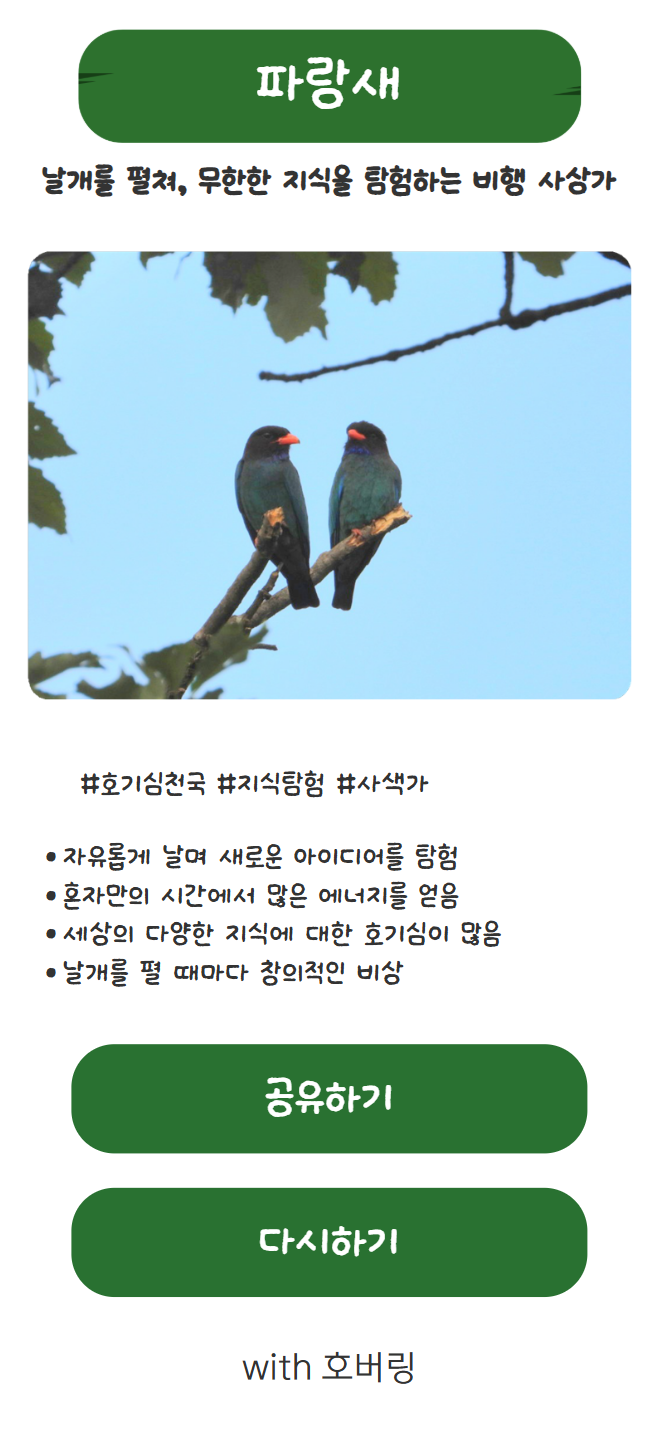 파랑새
날개를 펼쳐, 무한한 지식을 탐험하는 비행 사상가
#호기심천국 #지식탐험 #사색가
• 자유롭게 날며 새로운 아이디어를 탐험
• 혼자만의 시간에서 많은 에너지를 얻음
• 세상의 다양한 지식에 대한 호기심이 많음
• 날개를 펼 때마다 창의적인 비상
공유하기
다시하기
with 호버링